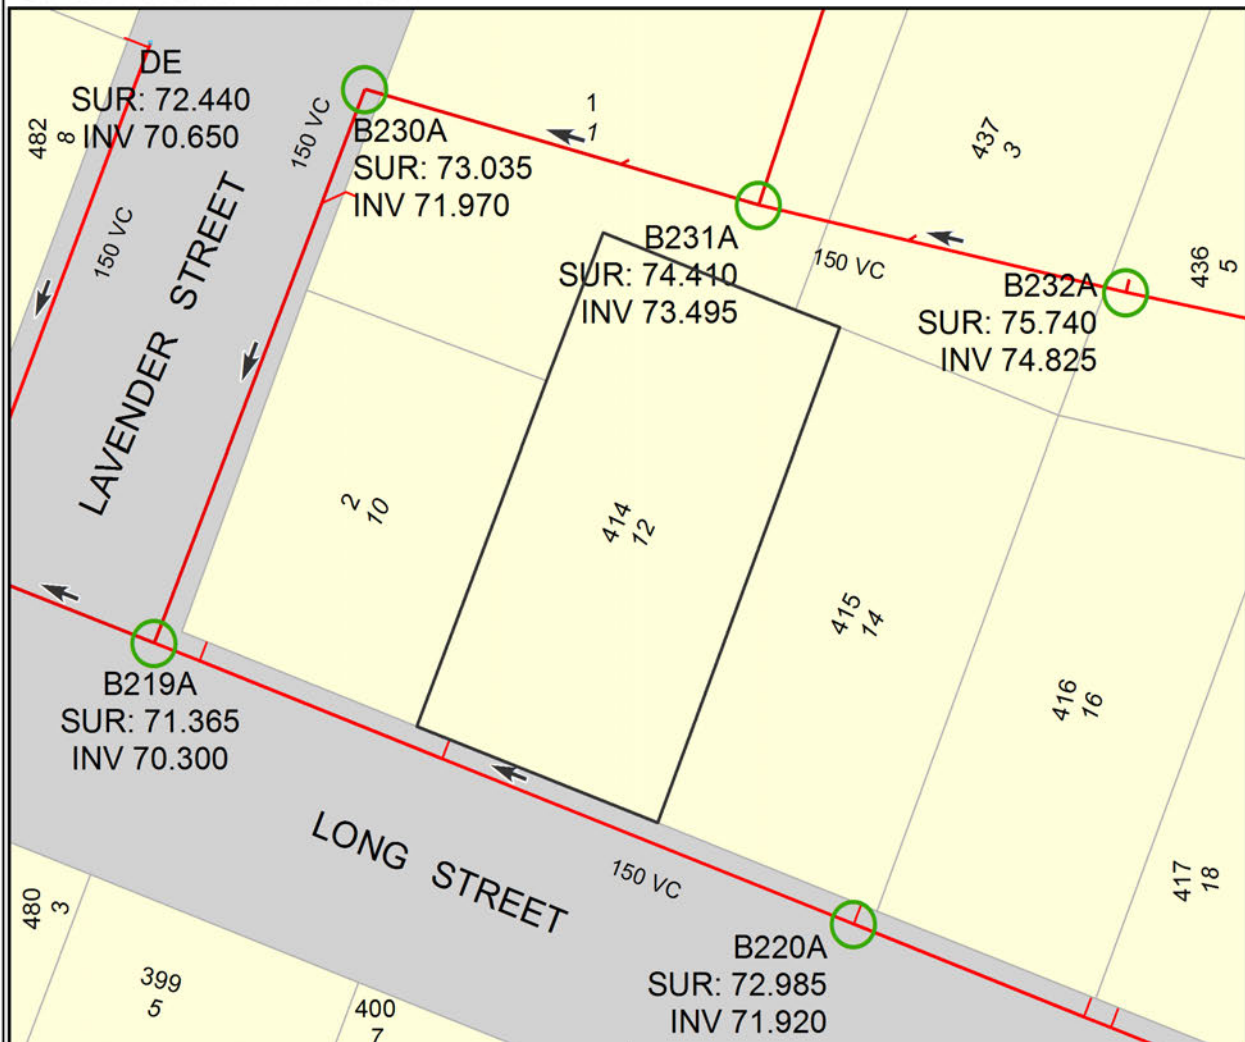 DE
SUR: 72.440
INV 70.650
482
8
150 VC
B230A
SUR: 73.035
INV 71.970
1
1
437
3
436
5
B231A
SUR: 74.410
INV 73.495
150 VC
B232A
SUR: 75.740
INV 74.825
150 VC
LAVENDER STREET
2
10
414
12
415
14
416
16
417
18
B219A
SUR: 71.365
INV 70.300
LONG STREET
150 VC
B220A
SUR: 72.985
INV 71.920
480
3
399
5
400
7